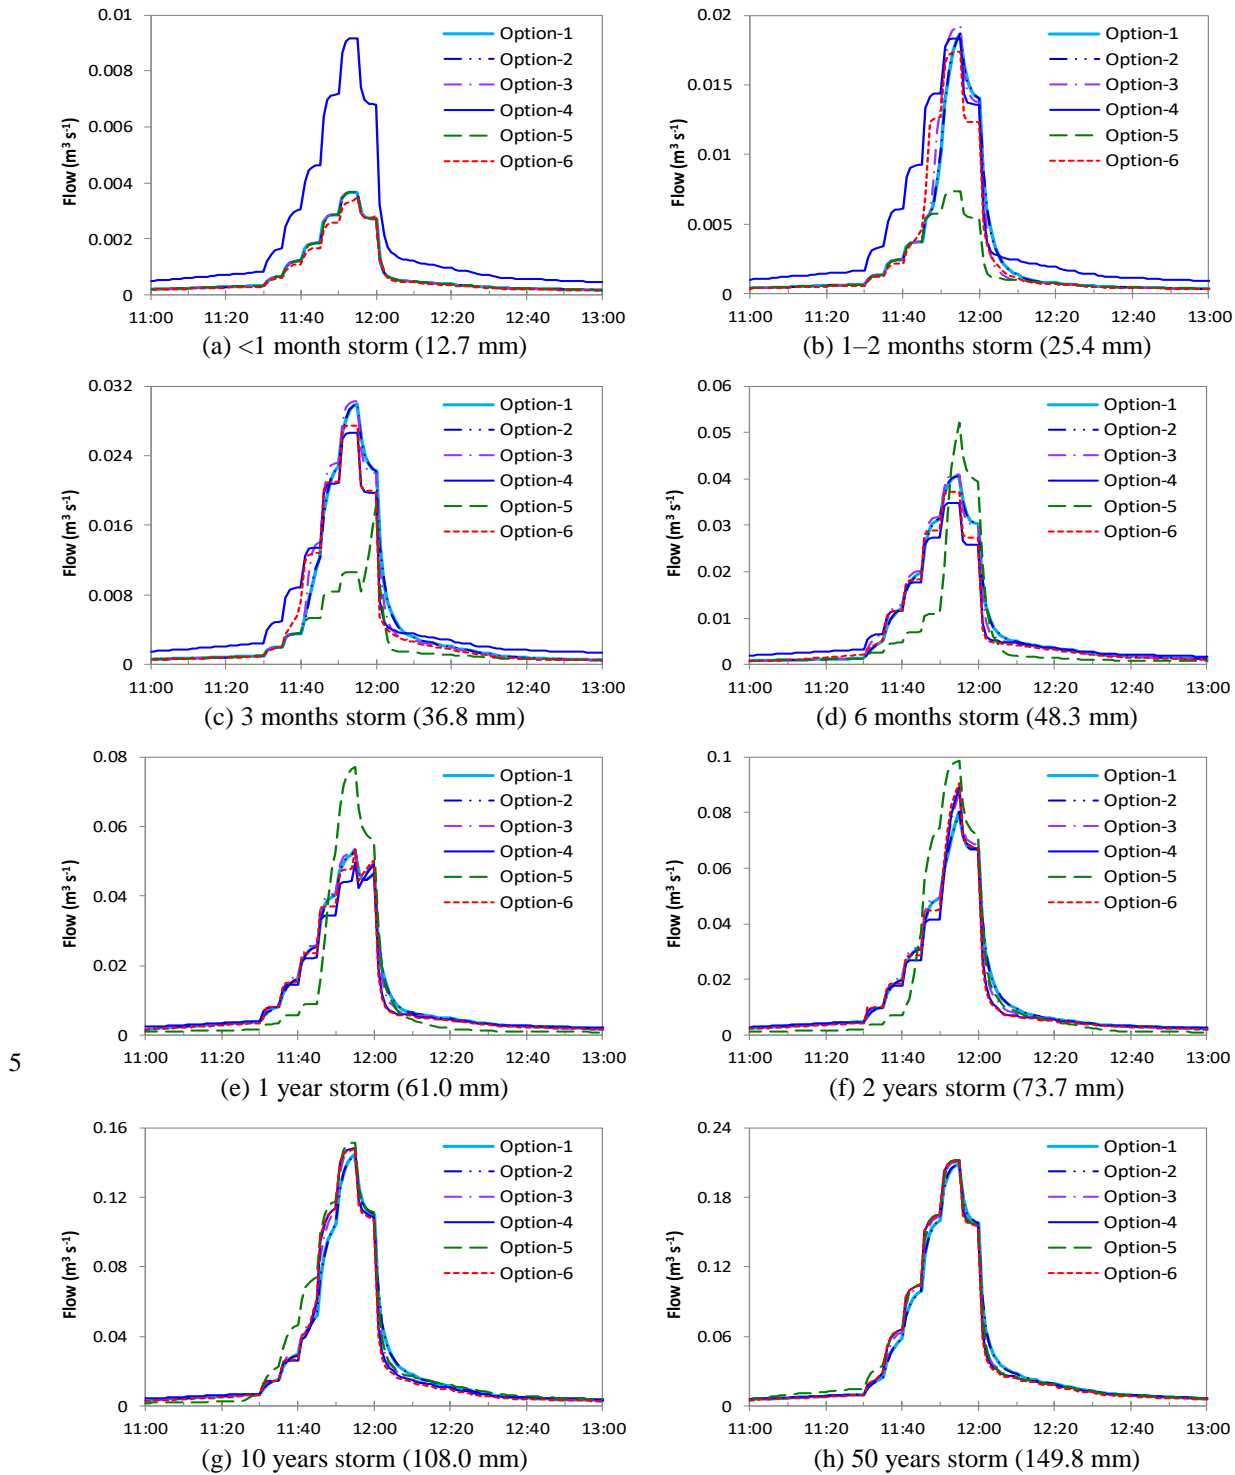 0.01
0.008
0.006
0.004
0.002
0
Flow (m³ s⁻¹)
Option-1
Option-2
Option-3
Option-4
Option-5
Option-6
11:00 11:20 11:40 12:00 12:20 12:40 13:00
(a) <1 month storm (12.7 mm)
0.02
0.015
0.01
0.005
0
Flow (m³ s⁻¹)
Option-1
Option-2
Option-3
Option-4
Option-5
Option-6
11:00 11:20 11:40 12:00 12:20 12:40 13:00
(b) 1–2 months storm (25.4 mm)
0.032
0.024
0.016
0.008
0
Flow (m³ s⁻¹)
Option-1
Option-2
Option-3
Option-4
Option-5
Option-6
11:00 11:20 11:40 12:00 12:20 12:40 13:00
(c) 3 months storm (36.8 mm)
0.06
0.05
0.04
0.03
0.02
0.01
0
Flow (m³ s⁻¹)
Option-1
Option-2
Option-3
Option-4
Option-5
Option-6
11:00 11:20 11:40 12:00 12:20 12:40 13:00
(d) 6 months storm (48.3 mm)
0.08
0.06
0.04
0.02
0
Flow (m³ s⁻¹)
Option-1
Option-2
Option-3
Option-4
Option-5
Option-6
11:00 11:20 11:40 12:00 12:20 12:40 13:00
5
(e) 1 year storm (61.0 mm)
0.1
0.08
0.06
0.04
0.02
0
Flow (m³ s⁻¹)
Option-1
Option-2
Option-3
Option-4
Option-5
Option-6
11:00 11:20 11:40 12:00 12:20 12:40 13:00
(f) 2 years storm (73.7 mm)
0.16
0.12
0.08
0.04
0
Flow (m³ s⁻¹)
Option-1
Option-2
Option-3
Option-4
Option-5
Option-6
11:00 11:20 11:40 12:00 12:20 12:40 13:00
(g) 10 years storm (108.0 mm)
0.24
0.18
0.12
0.06
0
Flow (m³ s⁻¹)
Option-1
Option-2
Option-3
Option-4
Option-5
Option-6
11:00 11:20 11:40 12:00 12:20 12:40 13:00
(h) 50 years storm (149.8 mm)